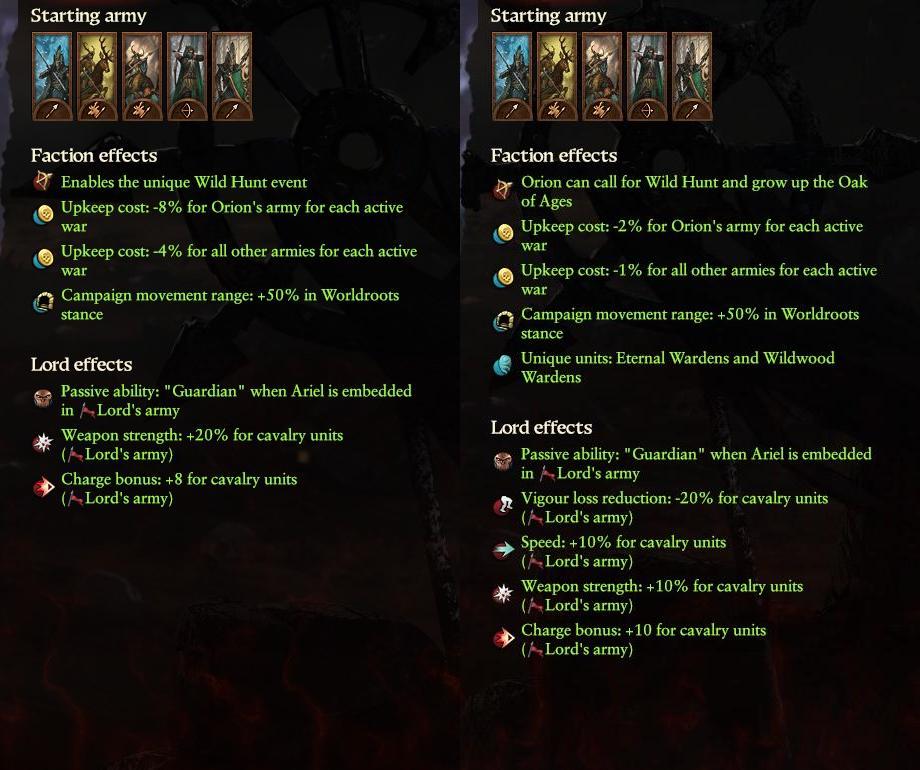 Starting army
Faction effects
Enables the unique Wild Hunt event
Upkeep cost: -8% for Orion's army for each active
war
Upkeep cost: -4% for all other armies for each active
war
Campaign movement range: +50% in Worldroots
stance
Lord effects
Passive ability: "Guardian" when Ariel is embedded
in Lord's army
Weapon strength: +20% for cavalry units
(Lord's army)
Charge bonus: +8 for cavalry units
(Lord's army)
Starting army
Faction effects
Orion can call for Wild Hunt and grow up the Oak
of Ages
Upkeep cost: -2% for Orion's army for each active
war
Upkeep cost: -1% for all other armies for each active
war
Campaign movement range: +50% in Worldroots
stance
Unique units: Eternal Wardens and Wildwood
Wardens
Lord effects
Passive ability: "Guardian" when Ariel is embedded
in Lord's army
Vigour loss reduction: -20% for cavalry units
(Lord's army)
Speed: +10% for cavalry units
(Lord's army)
Weapon strength: +10% for cavalry units
(Lord's army)
Charge bonus: +10 for cavalry units
(Lord's army)